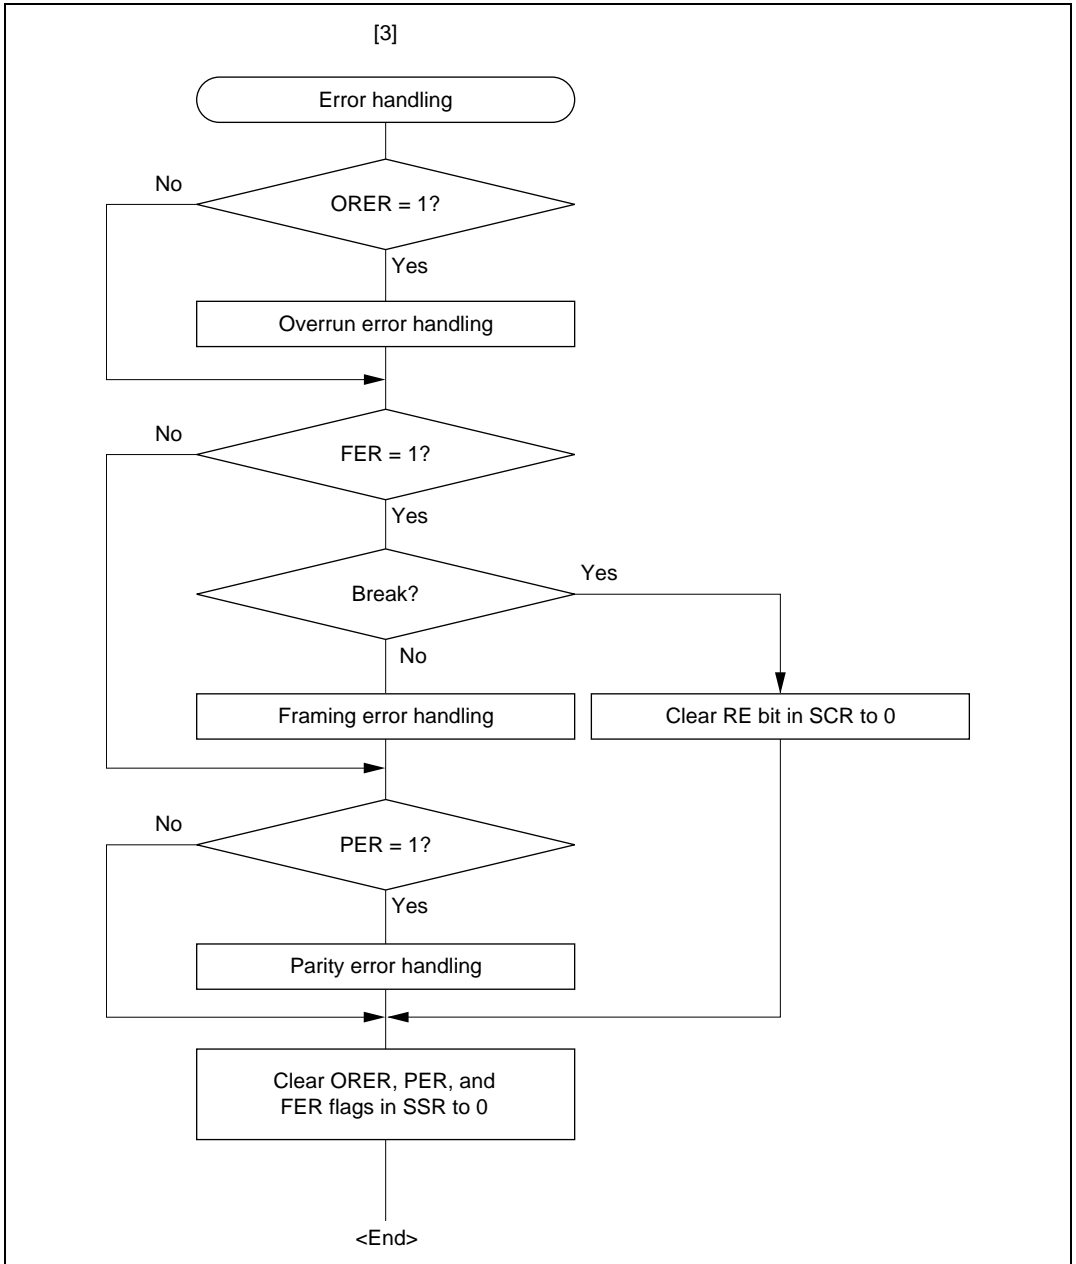 [3]
Error handling
No
ORER = 1?
Yes
Overrun error handling
No
FER = 1?
Yes
Break?
Yes
No
Framing error handling
Clear RE bit in SCR to 0
No
PER = 1?
Yes
Parity error handling
Clear ORER, PER, and
FER flags in SSR to 0
<End>